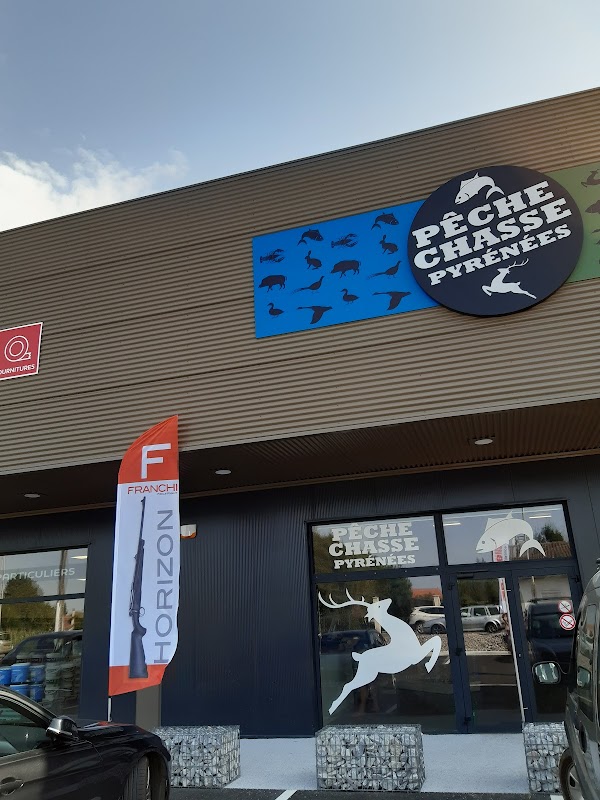 PÊCHE
CHASSE
PYRÉNÉES
FOURNITURES
F
FRANCHI
HORIZON
PÊCHE
CHASSE
PYRÉNÉES
PARTICULIERS